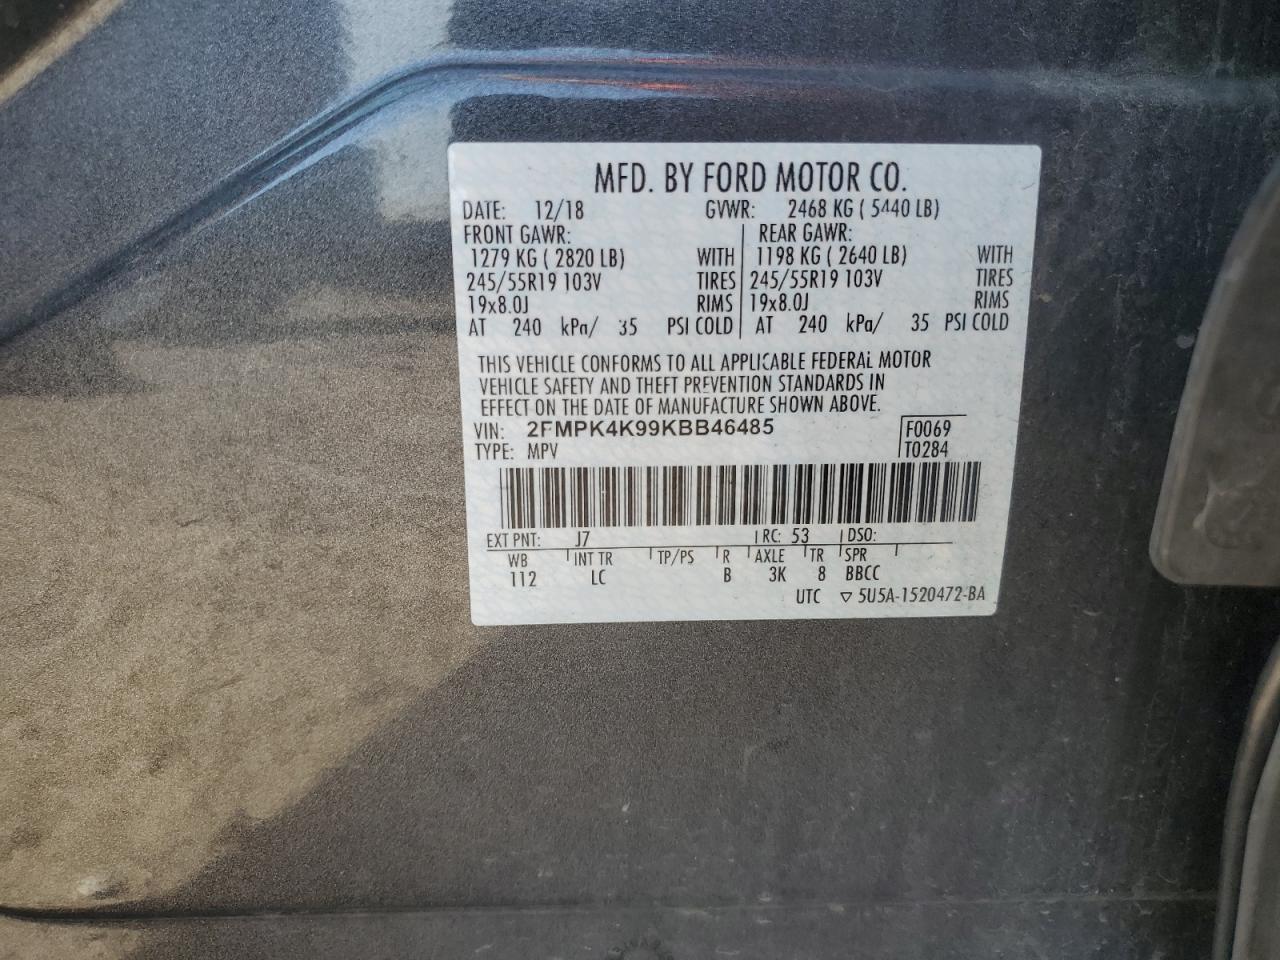 MFD. BY FORD MOTOR CO.
DATE: 12/18 GVWR: 2468 KG ( 5440 LB)
FRONT GAWR: REAR GAWR:
1279 KG ( 2820 LB) WITH 1198 KG ( 2640 LB) WITH
245/55R19 103V TIRES 245/55R19 103V TIRES
19x8.0J RIMS 19x8.0J RIMS
AT 240 kPa/ 35 PSI COLD AT 240 kPa/ 35 PSI COLD
THIS VEHICLE CONFORMS TO ALL APPLICABLE FEDERAL MOTOR
VEHICLE SAFETY AND THEFT PREVENTION STANDARDS IN
EFFECT ON THE DATE OF MANUFACTURE SHOWN ABOVE.
VIN: 2FMPK4K99KBB46485 F0069
TYPE: MPV T0284
EXT PNT: J7 RC: 53 DSO:
WB INT TR TP/PS R AXLE TR SPR
112 LC B 3K 8 BBCC
UTC ▽ 5U5A-1520472-BA